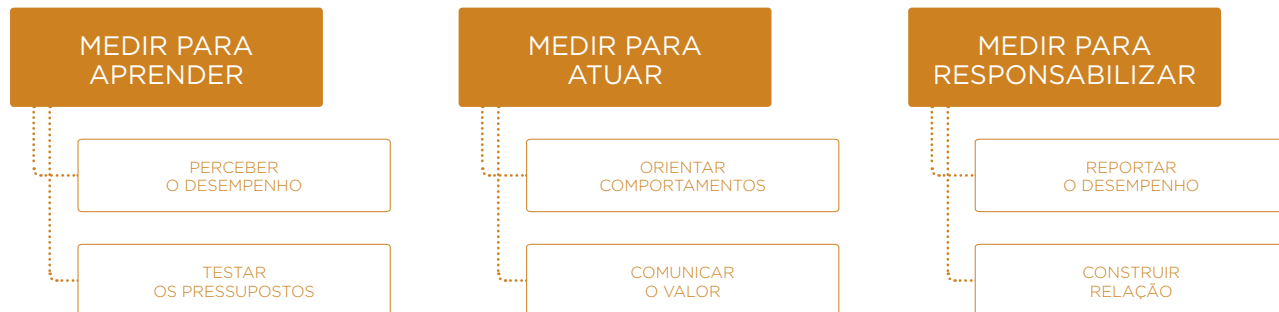 MEDIR PARA
APRENDER
PERCEBER
O DESEMPENHO
TESTAR
OS PRESSUPOSTOS
MEDIR PARA
ATUAR
ORIENTAR
COMPORTAMENTOS
COMUNICAR
O VALOR
MEDIR PARA
RESPONSABILIZAR
REPORTAR
O DESEMPENHO
CONSTRUIR
RELAÇÃO